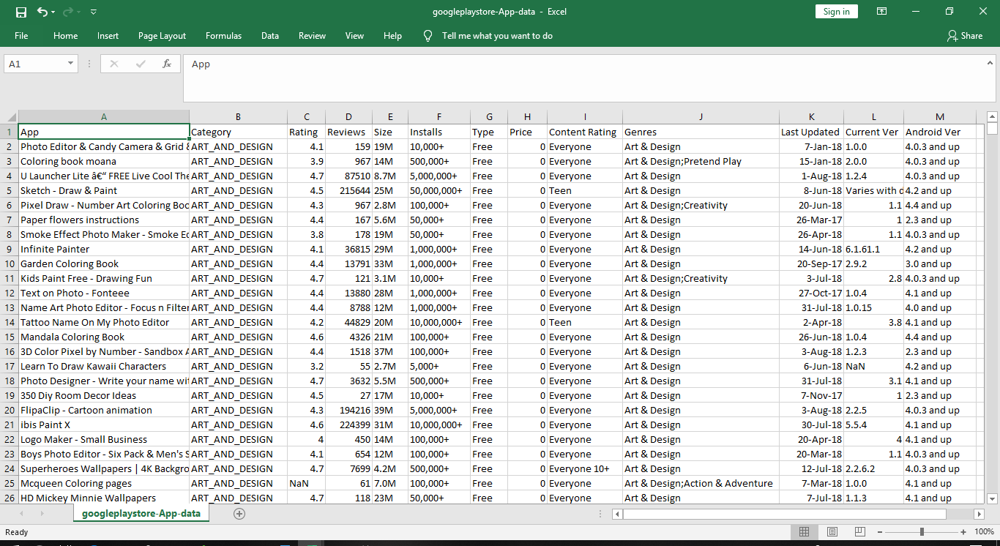 googleplaystore-App-data - Excel
Sign in
File Home Insert Page Layout Formulas Data Review View Help Tell me what you want to do Share
A1 fx App
A B C D E F G H I J K L M
1 App Category Rating Reviews Size Installs Type Price Content Rating Genres Last Updated Current Ver Android Ver
2 Photo Editor & Candy Camera & Grid ART_AND_DESIGN 4.1 159 19M 10,000+ Free 0 Everyone Art & Design 7-Jan-18 1.0.0 4.0.3 and up
3 Coloring book moana ART_AND_DESIGN 3.9 967 14M 500,000+ Free 0 Everyone Art & Design;Pretend Play 15-Jan-18 2.0.0 4.0.3 and up
4 U Launcher Lite â€“ FREE Live Cool The ART_AND_DESIGN 4.7 87510 8.7M 5,000,000+ Free 0 Everyone Art & Design 1-Aug-18 1.2.4 4.0.3 and up
5 Sketch - Draw & Paint ART_AND_DESIGN 4.5 215644 25M 50,000,000+ Free 0 Teen Art & Design 8-Jun-18 Varies with d 4.2 and up
6 Pixel Draw - Number Art Coloring Boo ART_AND_DESIGN 4.3 967 2.8M 100,000+ Free 0 Everyone Art & Design;Creativity 20-Jun-18 1.1 4.4 and up
7 Paper flowers instructions ART_AND_DESIGN 4.4 167 5.6M 50,000+ Free 0 Everyone Art & Design 26-Mar-17 1 2.3 and up
8 Smoke Effect Photo Maker - Smoke Ed ART_AND_DESIGN 3.8 178 19M 50,000+ Free 0 Everyone Art & Design 26-Apr-18 1.1 4.0.3 and up
9 Infinite Painter ART_AND_DESIGN 4.1 36815 29M 1,000,000+ Free 0 Everyone Art & Design 14-Jun-18 6.1.61.1 4.2 and up
10 Garden Coloring Book ART_AND_DESIGN 4.4 13791 33M 1,000,000+ Free 0 Everyone Art & Design 20-Sep-17 2.9.2 3.0 and up
11 Kids Paint Free - Drawing Fun ART_AND_DESIGN 4.7 121 3.1M 10,000+ Free 0 Everyone Art & Design;Creativity 3-Jul-18 2.8 4.0.3 and up
12 Text on Photo - Fonteee ART_AND_DESIGN 4.4 13880 28M 1,000,000+ Free 0 Everyone Art & Design 27-Oct-17 1.0.4 4.1 and up
13 Name Art Photo Editor - Focus n Filter ART_AND_DESIGN 4.4 8788 12M 1,000,000+ Free 0 Everyone Art & Design 31-Jul-18 1.0.15 4.0 and up
14 Tattoo Name On My Photo Editor ART_AND_DESIGN 4.2 44829 20M 10,000,000+ Free 0 Teen Art & Design 2-Apr-18 3.8 4.1 and up
15 Mandala Coloring Book ART_AND_DESIGN 4.6 4326 21M 100,000+ Free 0 Everyone Art & Design 26-Jun-18 1.0.4 4.4 and up
16 3D Color Pixel by Number - Sandbox A ART_AND_DESIGN 4.4 1518 37M 100,000+ Free 0 Everyone Art & Design 3-Aug-18 1.2.3 2.3 and up
17 Learn To Draw Kawaii Characters ART_AND_DESIGN 3.2 55 2.7M 5,000+ Free 0 Everyone Art & Design 6-Jun-18 NaN 4.2 and up
18 Photo Designer - Write your name wi ART_AND_DESIGN 4.7 3632 5.5M 500,000+ Free 0 Everyone Art & Design 31-Jul-18 3.1 4.1 and up
19 350 Diy Room Decor Ideas ART_AND_DESIGN 4.5 27 17M 10,000+ Free 0 Everyone Art & Design 7-Nov-17 1 2.3 and up
20 FlipaClip - Cartoon animation ART_AND_DESIGN 4.3 194216 39M 5,000,000+ Free 0 Everyone Art & Design 3-Aug-18 2.2.5 4.0.3 and up
21 ibis Paint X ART_AND_DESIGN 4.6 224399 31M 10,000,000+ Free 0 Everyone Art & Design 30-Jul-18 5.5.4 4.1 and up
22 Logo Maker - Small Business ART_AND_DESIGN 4 450 14M 100,000+ Free 0 Everyone Art & Design 20-Apr-18 4 4.1 and up
23 Boys Photo Editor - Six Pack & Men's S ART_AND_DESIGN 4.1 654 12M 100,000+ Free 0 Everyone Art & Design 20-Mar-18 1.1 4.0.3 and up
24 Superheroes Wallpapers | 4K Backgro ART_AND_DESIGN 4.7 7699 4.2M 500,000+ Free 0 Everyone 10+ Art & Design 12-Jul-18 2.2.6.2 4.0.3 and up
25 Mcqueen Coloring pages ART_AND_DESIGN NaN 61 7.0M 100,000+ Free 0 Everyone Art & Design;Action & Adventure 7-Mar-18 1.0.0 4.1 and up
26 HD Mickey Minnie Wallpapers ART_AND_DESIGN 4.7 118 23M 50,000+ Free 0 Everyone Art & Design 7-Jul-18 1.1.3 4.1 and up
googleplaystore-App-data
Ready 100%